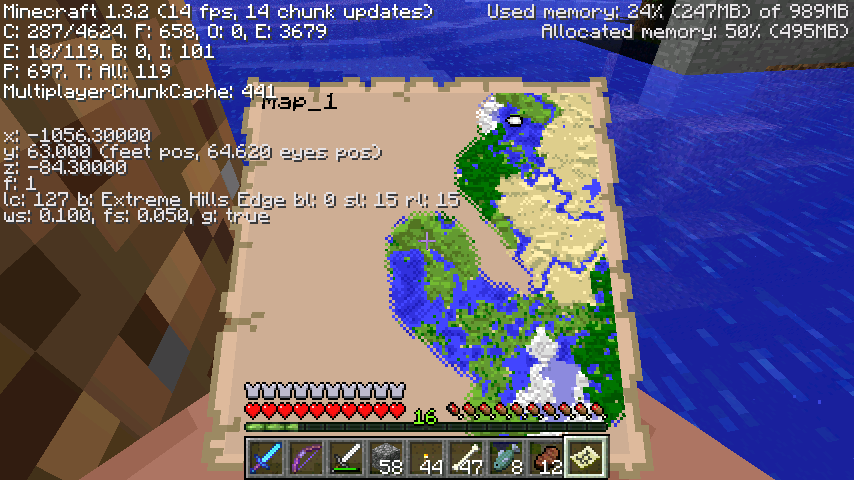 Minecraft 1.3.2 (14 fps, 14 chunk updates)
Used memory: 24% (247MB) of 989MB
C: 287/4624. F: 658, O: 0, E: 3679
Allocated memory: 50% (495MB)
E: 18/119. B: 0, I: 101
P: 697. T: All: 119
MultiplayerChunkCache: 441
Map_1
x: -1056.30000
y: 63.000 (feet pos, 64.620 eyes pos)
z: -84.30000
f: 1
lc: 127 b: Extreme Hills Edge bl: 0 sl: 15 rl: 15
ws: 0.100, fs: 0.050, g: true
16
58 44 47 8 12